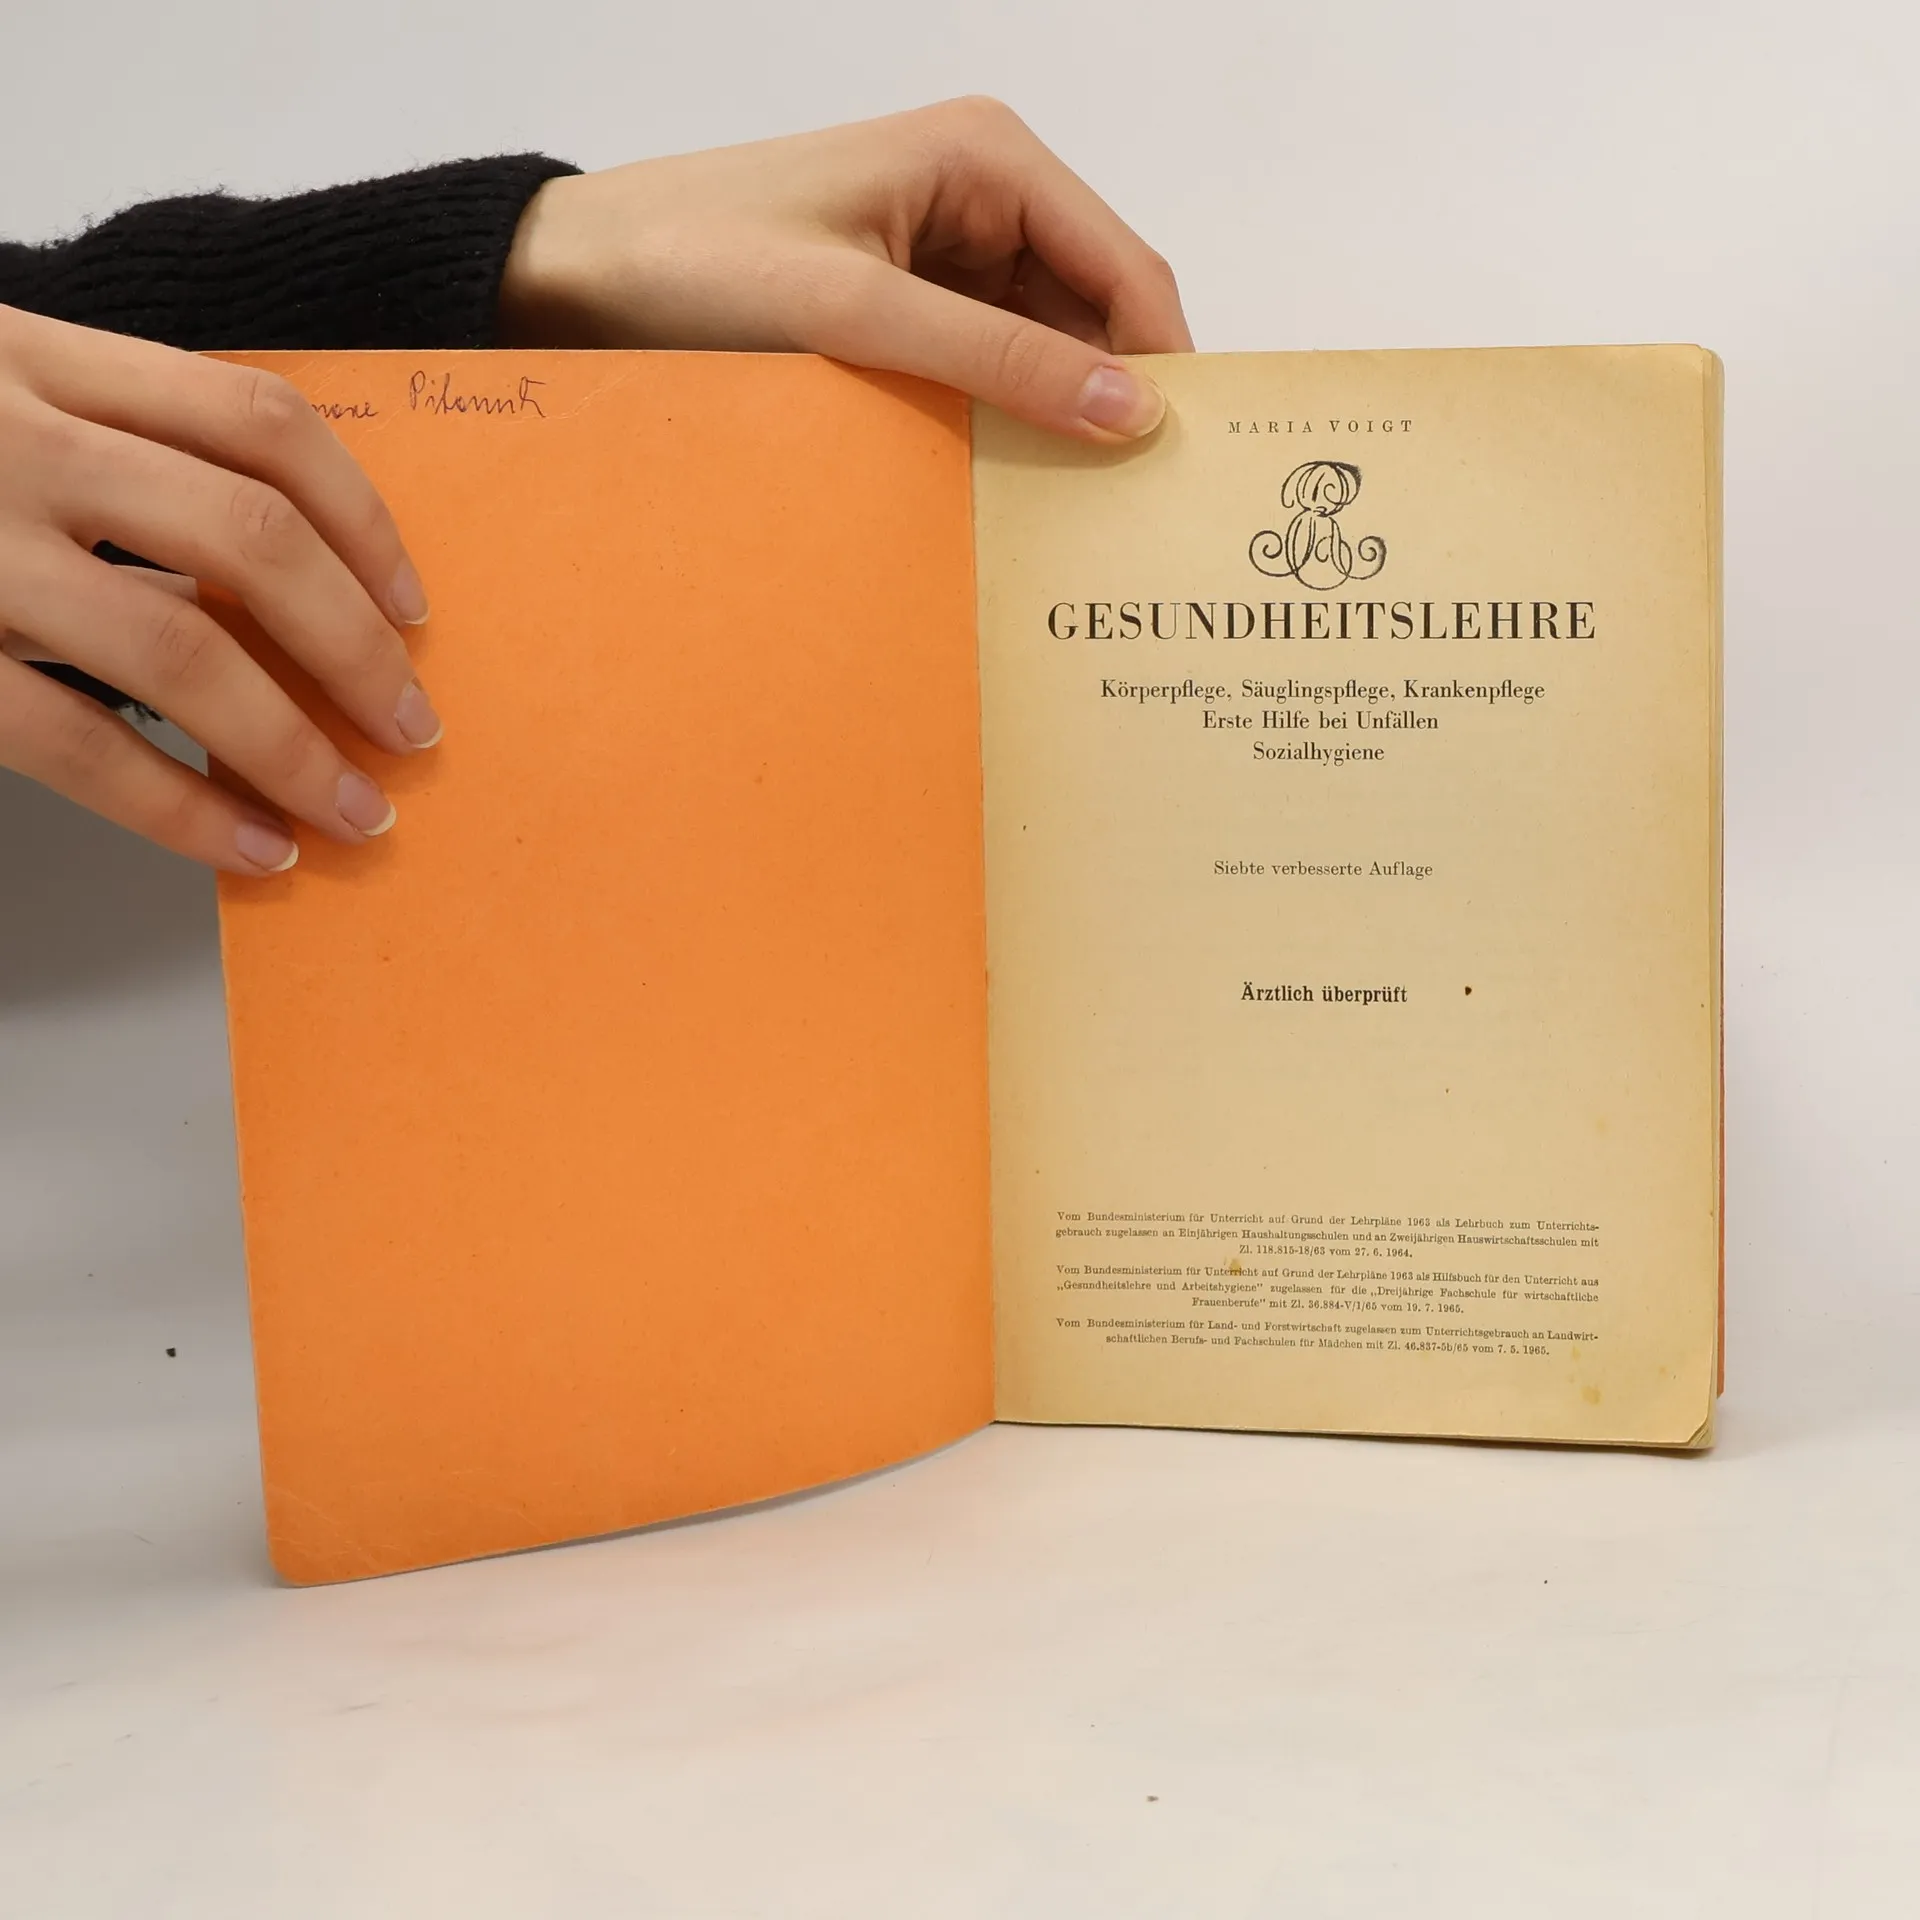 MARIA VOIGT
GESUNDHEITSLEHRE
Körperpflege, Säuglingspflege, Krankenpflege
Erste Hilfe bei Unfällen
Sozialhygiene
Siebte verbesserte Auflage
Ärztlich überprüft
Vom Bundesministerium für Unterricht auf Grund der Lehrpläne 1963 als Lehrbuch zum Unterrichts-
gebrauch zugelassen an Einjährigen Haushaltungsschulen und an Zweijährigen Hauswirtschaftsschulen mit
Zl. 118.815-18/63 vom 27. 6. 1964.
Vom Bundesministerium für Unterricht auf Grund der Lehrpläne 1963 als Hilfsbuch für den Unterricht aus
„Gesundheitslehre und Arbeitshygiene" zugelassen für die „Dreijährige Fachschule für wirtschaftliche
Frauenberufe" mit Zl. 36.884-V/1/65 vom 19. 7. 1965.
Vom Bundesministerium für Land- und Forstwirtschaft zugelassen zum Unterrichtsgebrauch an Landwirt-
schaftlichen Berufs- und Fachschulen für Mädchen mit Zl. 46.837-5b/65 vom 7. 5. 1965.